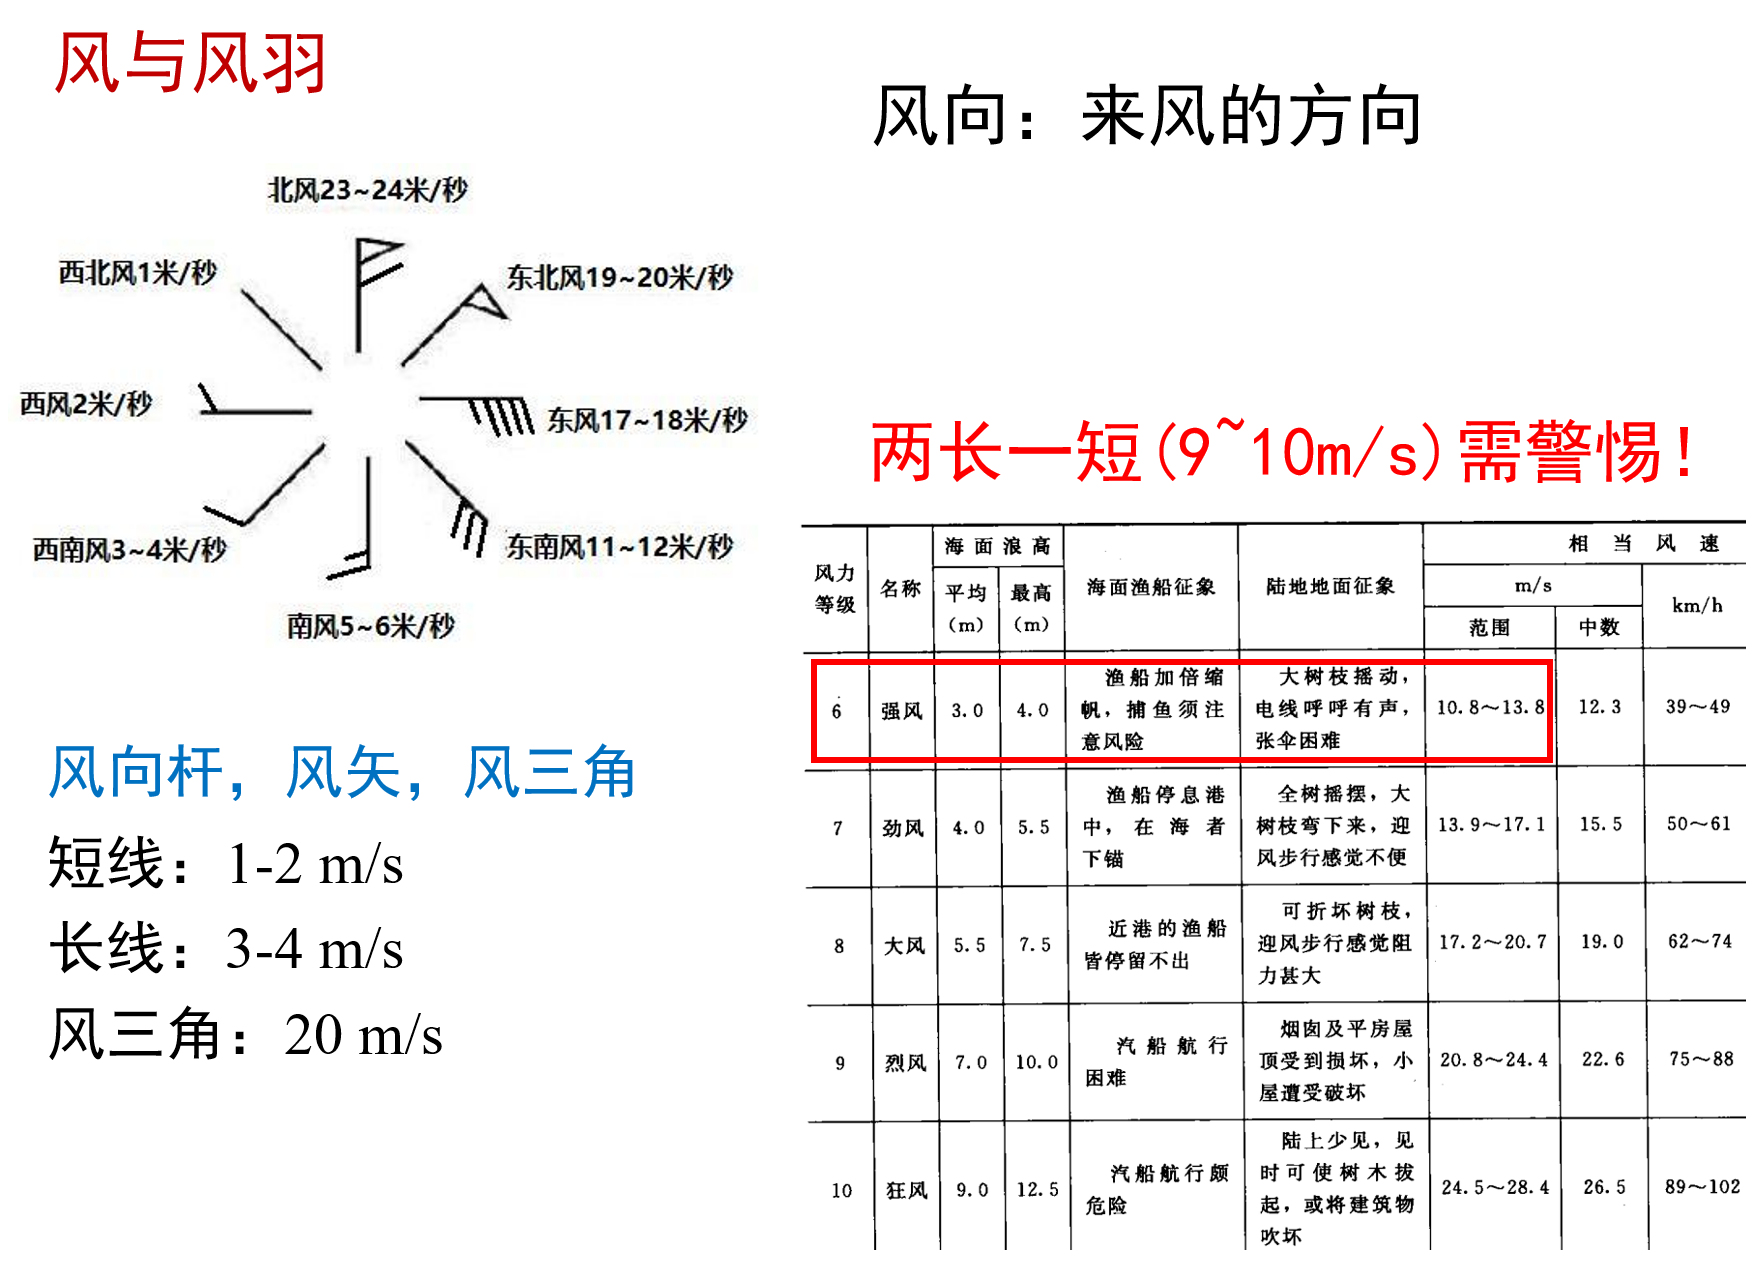 风与风羽
风向：来风的方向
北风23~24米/秒
西北风1米/秒
东北风19~20米/秒
西风2米/秒
东风17~18米/秒
西南风3~4米/秒
东南风11~12米/秒
南风5~6米/秒
风向杆，风矢，风三角
短线：1-2 m/s
长线：3-4 m/s
风三角：20 m/s
两长一短(9~10m/s)需警惕！
风力等级 名称 海面浪高 海面渔船征象 陆地地面征象 相当风速
平均(m) 最高(m) m/s km/h
范围 中数
6 强风 3.0 4.0 渔船加倍缩帆，捕鱼须注意风险 大树枝摇动，电线呼呼有声，张伞困难 10.8～13.8 12.3 39～49
7 劲风 4.0 5.5 渔船停息港中，在海者下锚 全树摇摆，大树枝弯下来，迎风步行感觉不便 13.9～17.1 15.5 50～61
8 大风 5.5 7.5 近港的渔船皆停留不出 可折坏树枝，迎风步行感觉阻力甚大 17.2～20.7 19.0 62～74
9 烈风 7.0 10.0 汽船航行困难 烟囱及平房屋顶受到损坏，小屋遭受破坏 20.8～24.4 22.6 75～88
10 狂风 9.0 12.5 汽船航行颇危险 陆上少见，见时可使树木拔起，或将建筑物吹坏 24.5～28.4 26.5 89～102